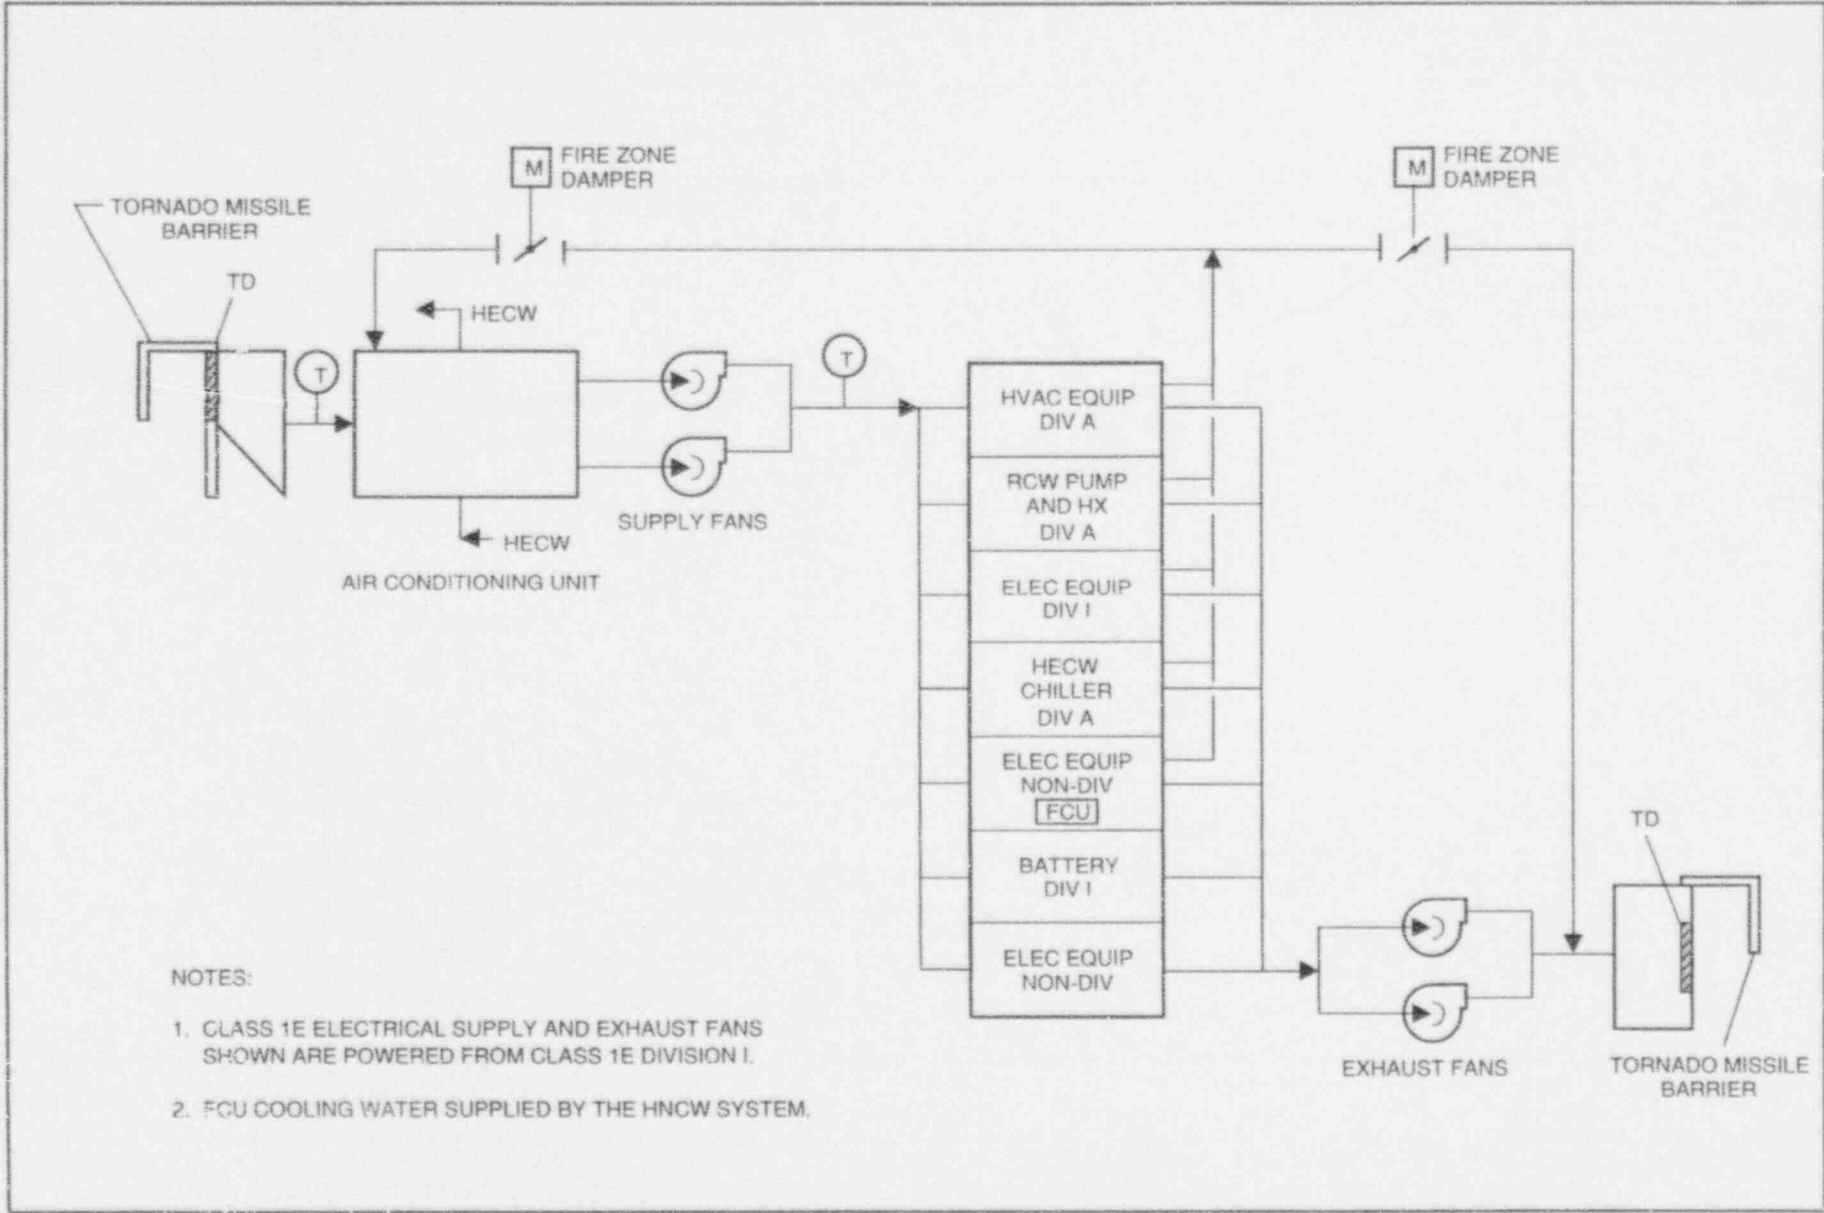 M
FIRE ZONE
DAMPER
M
FIRE ZONE
DAMPER
TORNADO MISSILE
BARRIER
TD
HECW
T
T
HECW
SUPPLY FANS
AIR CONDITIONING UNIT
HVAC EQUIP
DIV A
RCW PUMP
AND HX
DIV A
ELEC EQUIP
DIV I
HECW
CHILLER
DIV A
ELEC EQUIP
NON-DIV
FCU
BATTERY
DIV I
ELEC EQUIP
NON-DIV
TD
EXHAUST FANS
TORNADO MISSILE
BARRIER
NOTES:
1. CLASS 1E ELECTRICAL SUPPLY AND EXHAUST FANS
SHOWN ARE POWERED FROM CLASS 1E DIVISION I.
2. FCU COOLING WATER SUPPLIED BY THE HNCW SYSTEM.